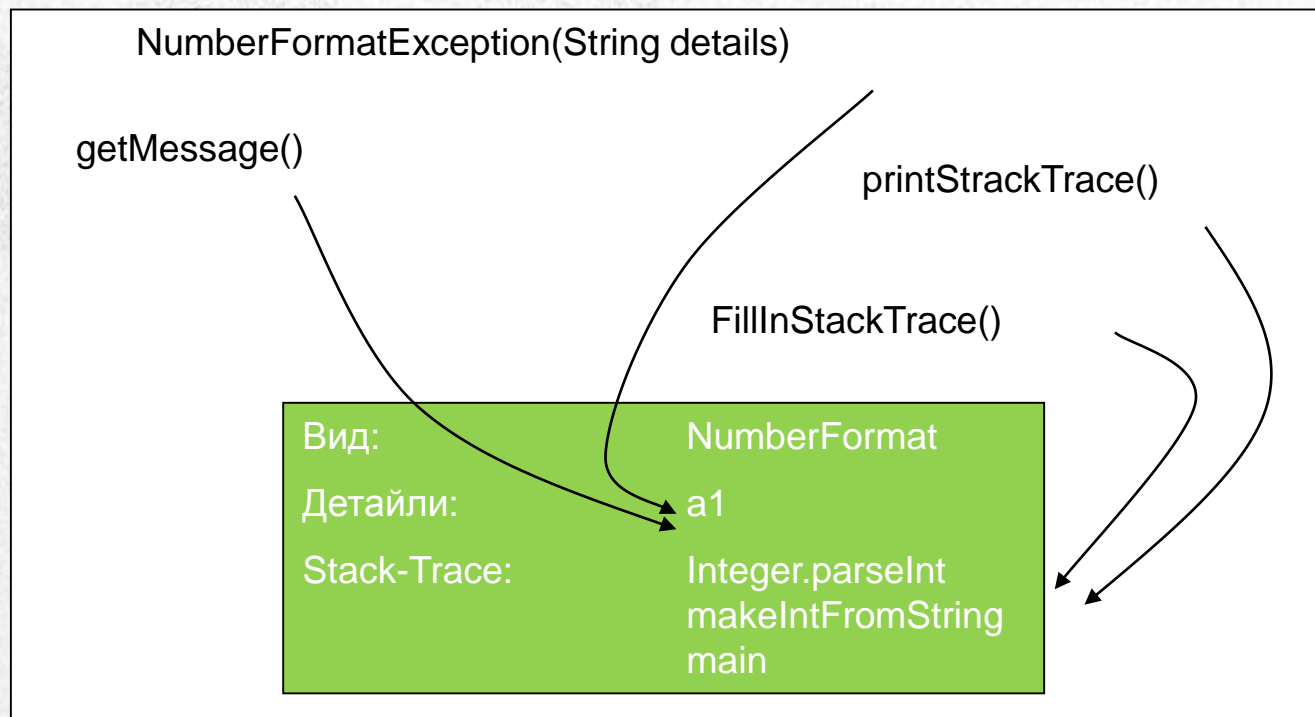 NumberFormatException(String details)
getMessage()
printStrackTrace()
FillInStackTrace()
Вид: NumberFormat
Детайли: a1
Stack-Trace: Integer.parseInt
makeIntFromString
main